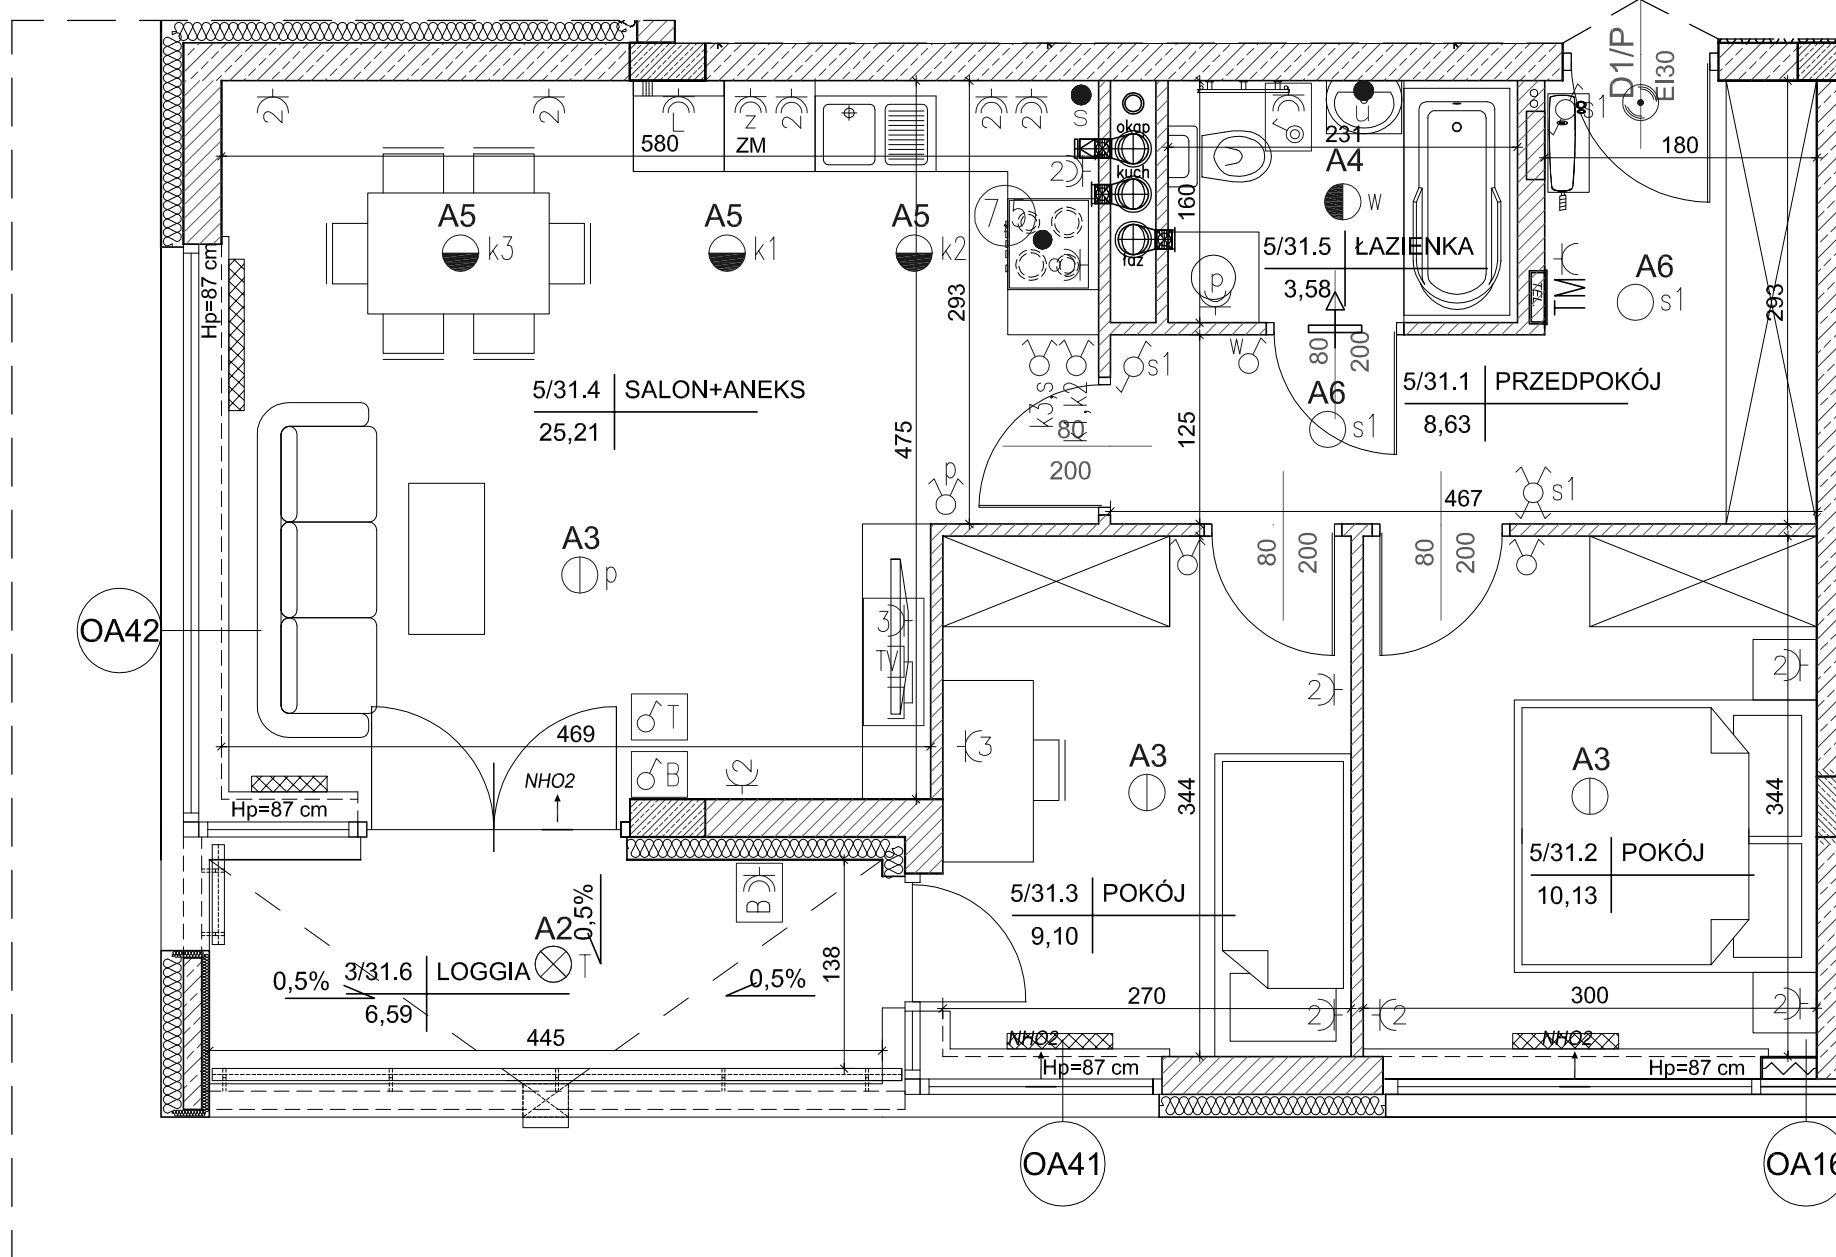 D1/P
EI30
2
2
L
Z
2
2
2
S
u
s1
580
ZM
okap
231
180
A4
kuch
2
160
7.5
W
A5
k3
A5
k1
A5
k2
5/31.5
ŁAZIENKA
3,58
łaz
p
TEL.
TM
A6
s1
Hp=87 cm
293
293
80
200
W
s1
5/31.4
SALON+ANEKS
25,21
k3,s
k1,k2
A6
s1
5/31.1
PRZEDPOKÓJ
8,63
475
80
200
125
p
467
s1
A3
p
80
200
80
200
OA42
3
TV
T
2
2
469
NHO2
B
2
3
A3
344
A3
344
Hp=87 cm
5/31.2
POKÓJ
10,13
5/31.3
POKÓJ
9,10
B
0,5%
A2
T
138
0,5%
3/31.6
LOGGIA
0,5%
6,59
270
300
2
2
2
445
NHO2
NHO2
Hp=87 cm
Hp=87 cm
OA41
OA16